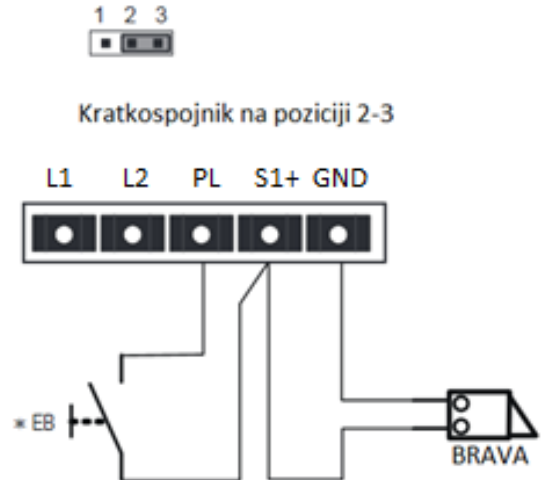 1 2 3
Kratkospojnik na poziciji 2-3
L1 L2 PL S1+ GND
* EB
BRAVA